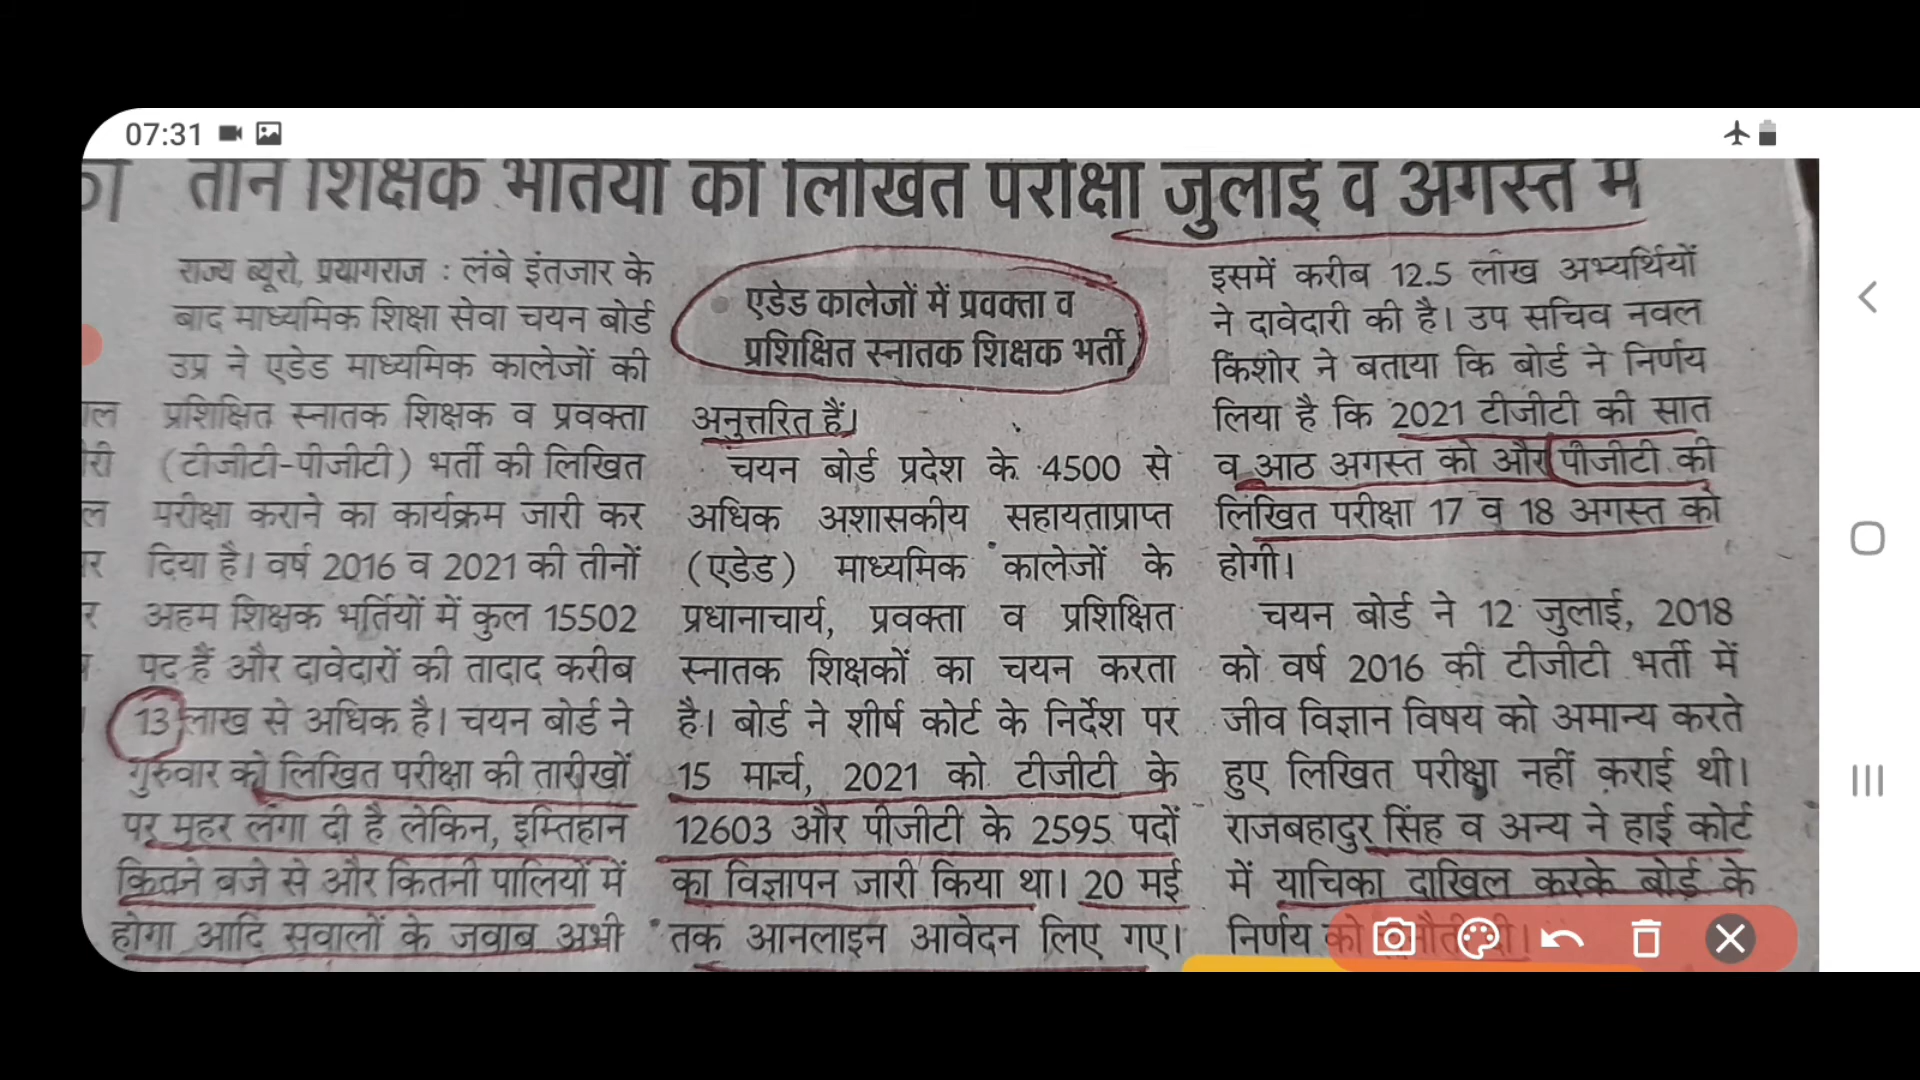 07:31
तीन शिक्षक भर्तियों की लिखित परीक्षा जुलाई व अगस्त में
राज्य ब्यूरो, प्रयागराज : लंबे इंतजार के
बाद माध्यमिक शिक्षा सेवा चयन बोर्ड
उप्र ने एडेड माध्यमिक कालेजों की
प्रशिक्षित स्नातक शिक्षक व प्रवक्ता
(टीजीटी-पीजीटी) भर्ती की लिखित
परीक्षा कराने का कार्यक्रम जारी कर
दिया है। वर्ष 2016 व 2021 की तीनों
अहम शिक्षक भर्तियों में कुल 15502
पद हैं और दावेदारों की तादाद करीब
13 लाख से अधिक है। चयन बोर्ड ने
गुरुवार को लिखित परीक्षा की तारीखों
पर मुहर लगा दी है लेकिन, इम्तिहान
कितने बजे से और कितनी पालियों में
होगा आदि सवालों के जवाब अभी
एडेड कालेजों में प्रवक्ता व
प्रशिक्षित स्नातक शिक्षक भर्ती
अनुत्तरित हैं।
चयन बोर्ड प्रदेश के 4500 से
अधिक अशासकीय सहायताप्राप्त
(एडेड) माध्यमिक कालेजों के
प्रधानाचार्य, प्रवक्ता व प्रशिक्षित
स्नातक शिक्षकों का चयन करता
है। बोर्ड ने शीर्ष कोर्ट के निर्देश पर
15 मार्च, 2021 को टीजीटी के
12603 और पीजीटी के 2595 पदों
का विज्ञापन जारी किया था। 20 मई
तक आनलाइन आवेदन लिए गए।
इसमें करीब 12.5 लाख अभ्यर्थियों
ने दावेदारी की है। उप सचिव नवल
किशोर ने बताया कि बोर्ड ने निर्णय
लिया है कि 2021 टीजीटी की सात
व आठ अगस्त को और पीजीटी की
लिखित परीक्षा 17 व 18 अगस्त को
होगी।
चयन बोर्ड ने 12 जुलाई, 2018
को वर्ष 2016 की टीजीटी भर्ती में
जीव विज्ञान विषय को अमान्य करते
हुए लिखित परीक्षा नहीं कराई थी।
राजबहादुर सिंह व अन्य ने हाई कोर्ट
में याचिका दाखिल करके बोर्ड के
निर्णय को